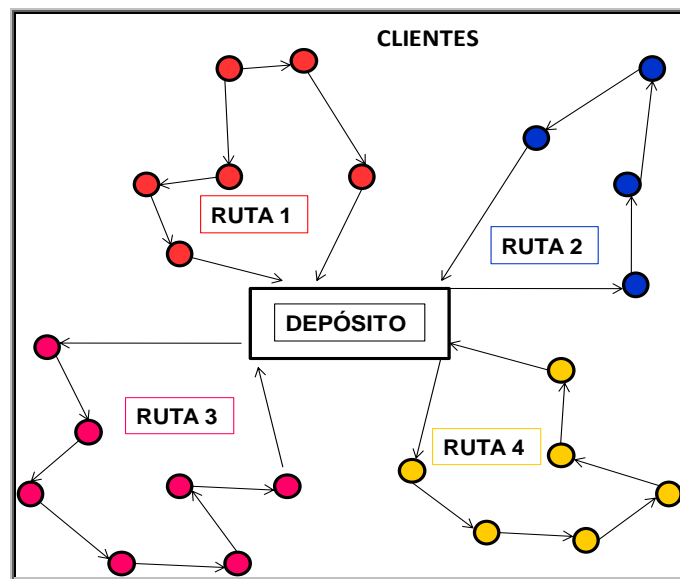 CLIENTES
RUTA 1
RUTA 2
DEPÓSITO
RUTA 3
RUTA 4